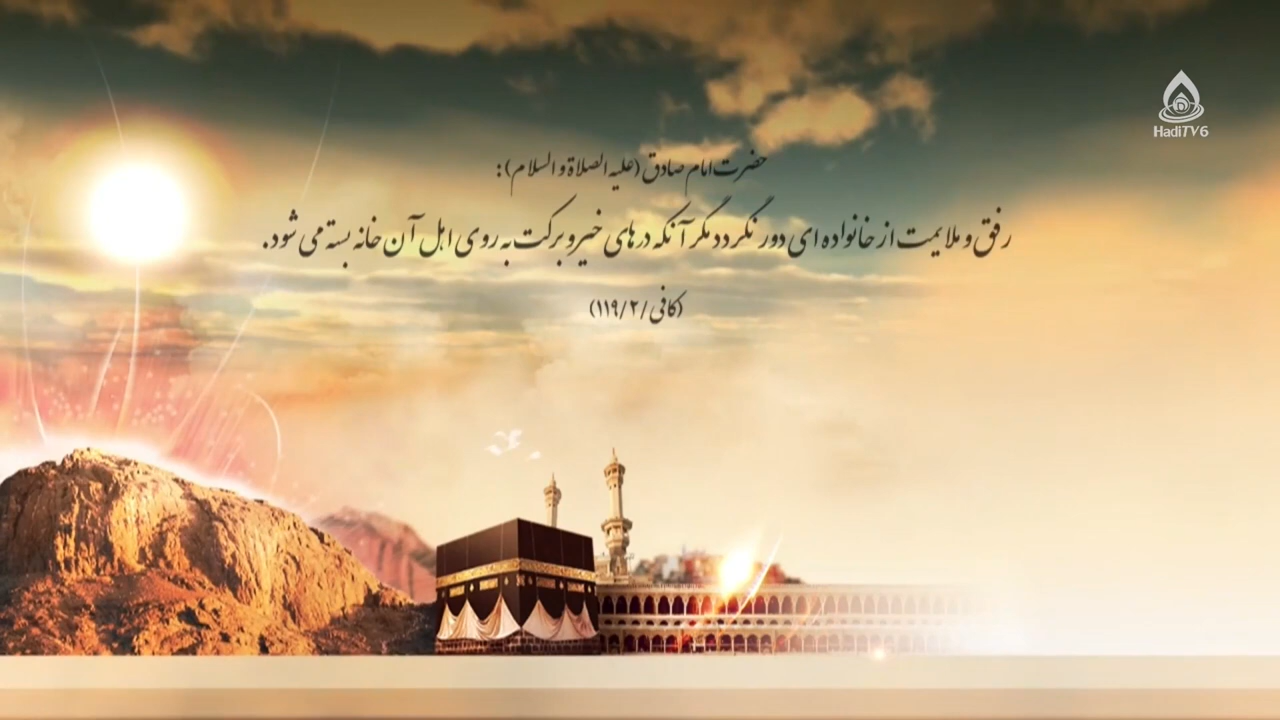 HadiTV6
حضرت امام صادق (علیه الصلاة و السلام):
رفق و ملایمت از خانواده ای دور نگردد مگر آنکه درهای خیر و برکت به روی اهل آن خانه بسته می شود.
(کافی/۲/۱۱۹)